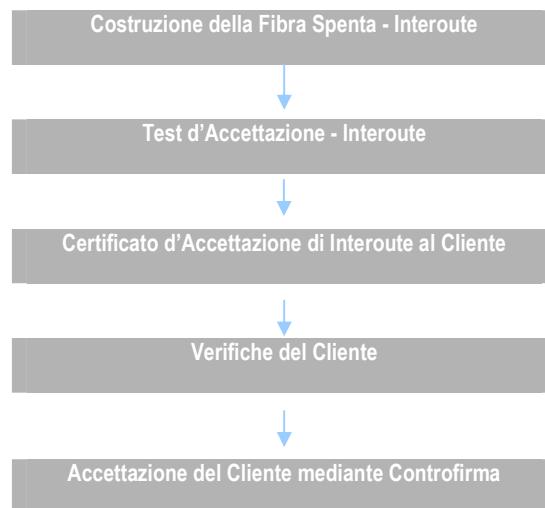 Costruzione della Fibra Spenta - Interoute
Test d'Accettazione - Interoute
Certificato d'Accettazione di Interoute al Cliente
Verifiche del Cliente
Accettazione del Cliente mediante Controfirma